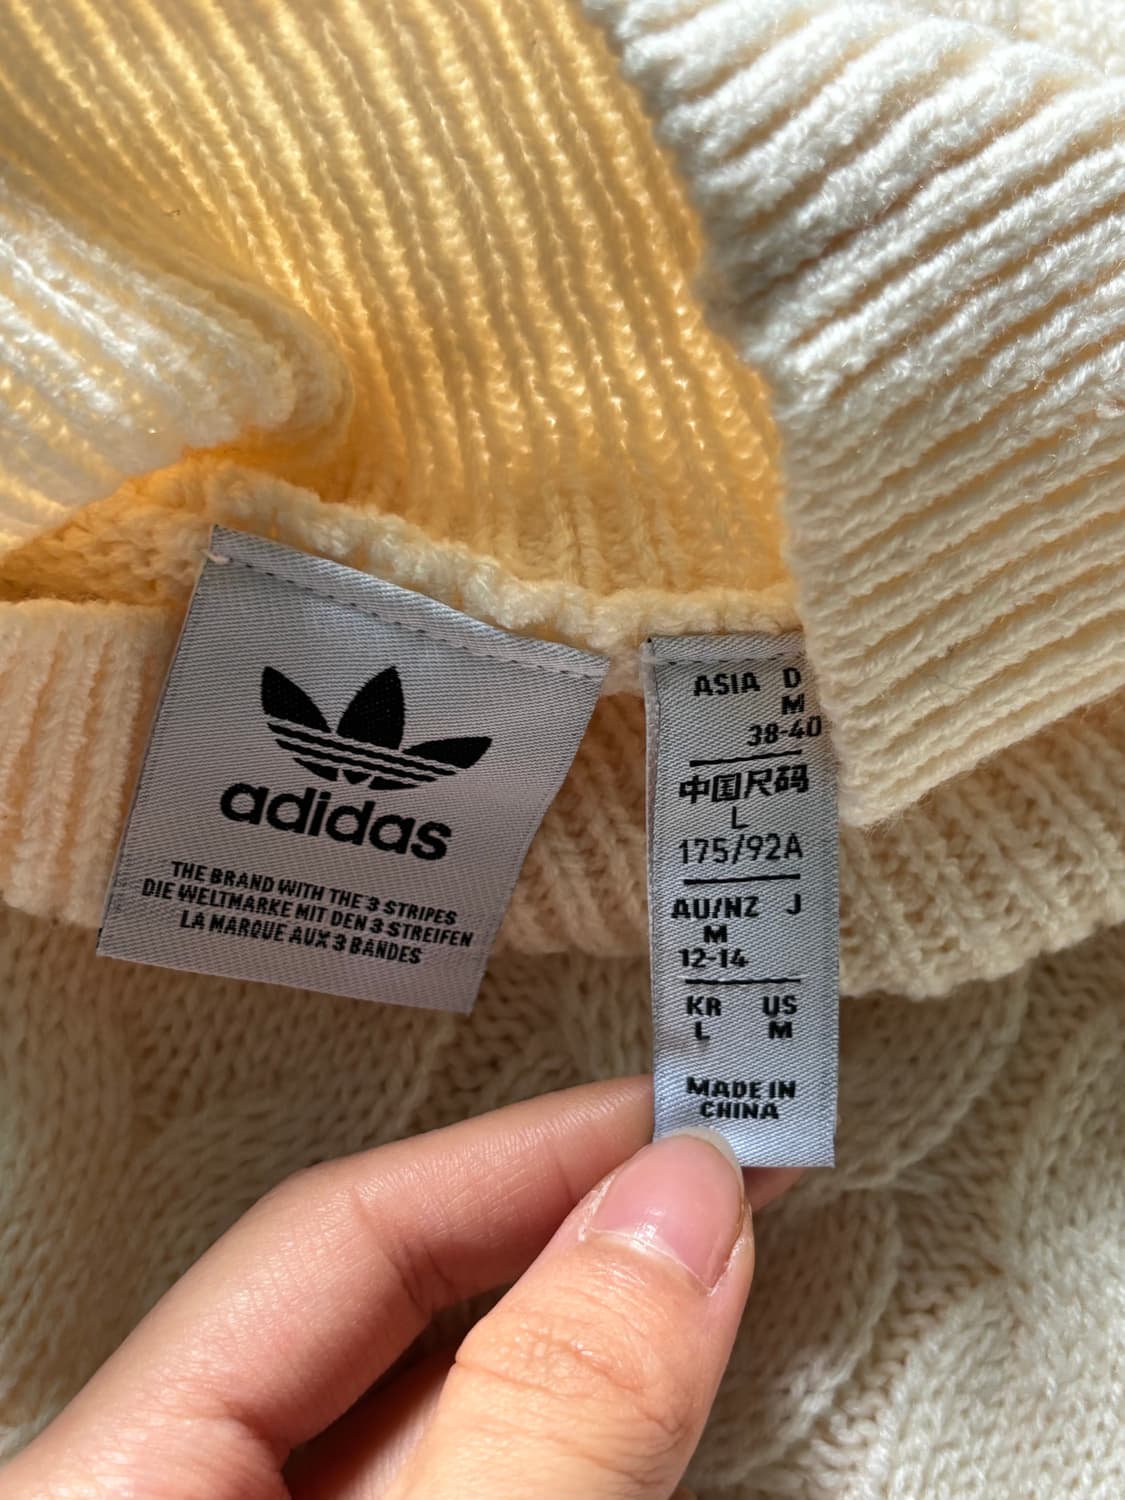 adidas
THE BRAND WITH THE 3 STRIPES
DIE WELTMARKE MIT DEN 3 STREIFEN
LA MARQUE AUX 3 BANDES
ASIA D
M
38-40
中国尺码
L
175/92A
AU/NZ J
M
12-14
KR US
L M
MADE IN
CHINA